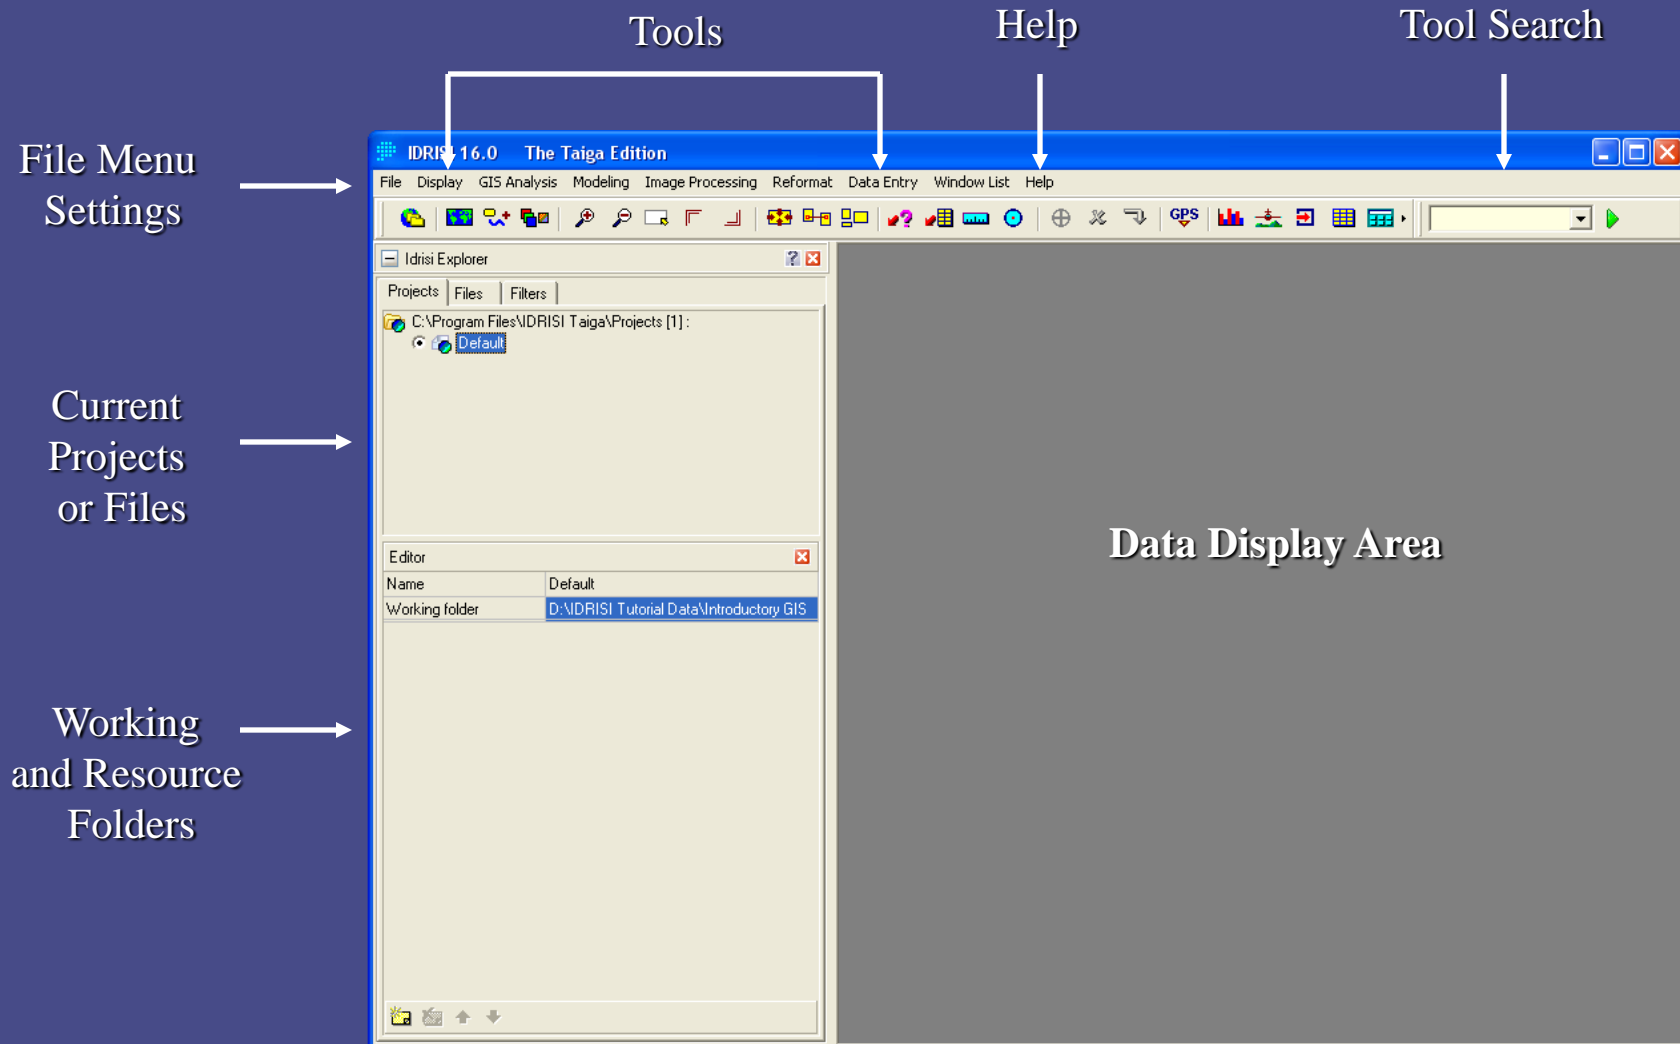 Tools
Help
Tool Search
File Menu
Settings
IDRISI 16.0 The Taiga Edition
File Display GIS Analysis Modeling Image Processing Reformat Data Entry Window List Help
GPS
Idrisi Explorer
Projects Files Filters
C:\Program Files\IDRISI Taiga\Projects [1] :
Default
Current
Projects
or Files
Data Display Area
Editor
Name Default
Working folder D:\IDRISI Tutorial Data\Introductory GIS
Working
and Resource
Folders